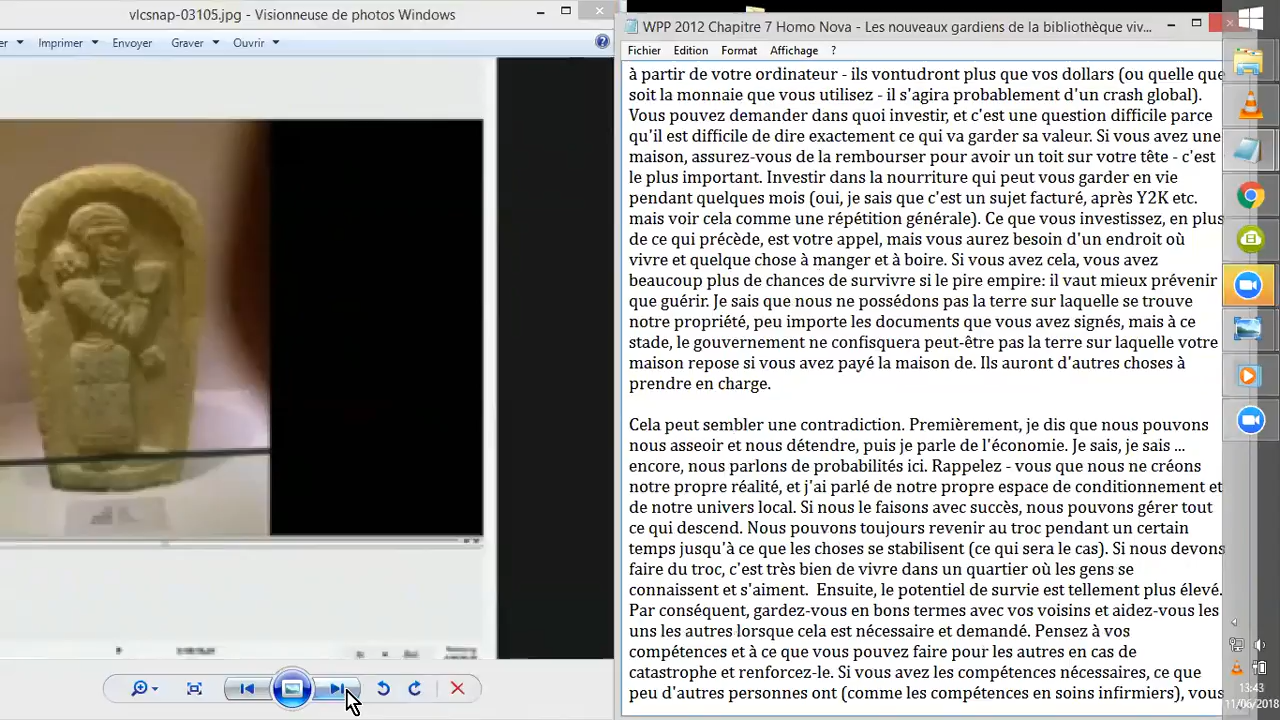 vlcsnap-03105.jpg - Visionneuse de photos Windows
Imprimer Envoyer Graver Ouvrir
WPP 2012 Chapitre 7 Homo Nova - Les nouveaux gardiens de la bibliothèque viv...
Fichier Edition Format Affichage ?
à partir de votre ordinateur - ils vontudront plus que vos dollars (ou quelle que
soit la monnaie que vous utilisez - il s'agira probablement d'un crash global).
Vous pouvez demander dans quoi investir, et c'est une question difficile parce
qu'il est difficile de dire exactement ce qui va garder sa valeur. Si vous avez une
maison, assurez-vous de la rembourser pour avoir un toit sur votre tête - c'est
le plus important. Investir dans la nourriture qui peut vous garder en vie
pendant quelques mois (oui, je sais que c'est un sujet facturé, après Y2K etc.
mais voir cela comme une répétition générale). Ce que vous investissez, en plus
de ce qui précède, est votre appel, mais vous aurez besoin d'un endroit où
vivre et quelque chose à manger et à boire. Si vous avez cela, vous avez
beaucoup plus de chances de survivre si le pire empire: il vaut mieux prévenir
que guérir. Je sais que nous ne possédons pas la terre sur laquelle se trouve
notre propriété, peu importe les documents que vous avez signés, mais à ce
stade, le gouvernement ne confisquera peut-être pas la terre sur laquelle votre
maison repose si vous avez payé la maison de. Ils auront d'autres choses à
prendre en charge.
Cela peut sembler une contradiction. Premièrement, je dis que nous pouvons
nous asseoir et nous détendre, puis je parle de l'économie. Je sais, je sais ...
encore, nous parlons de probabilités ici. Rappelez - vous que nous ne créons
notre propre réalité, et j'ai parlé de notre propre espace de conditionnement et
de notre univers local. Si nous le faisons avec succès, nous pouvons gérer tout
ce qui descend. Nous pouvons toujours revenir au troc pendant un certain
temps jusqu'à ce que les choses se stabilisent (ce qui sera le cas). Si nous devons
faire du troc, c'est très bien de vivre dans un quartier où les gens se
connaissent et s'aiment. Ensuite, le potentiel de survie est tellement plus élevé.
Par conséquent, gardez-vous en bons termes avec vos voisins et aidez-vous les
uns les autres lorsque cela est nécessaire et demandé. Pensez à vos
compétences et à ce que vous pouvez faire pour les autres en cas de
catastrophe et renforcez-le. Si vous avez les compétences nécessaires, ce que
peu d'autres personnes ont (comme les compétences en soins infirmiers), vous
13:43
11/06/2018